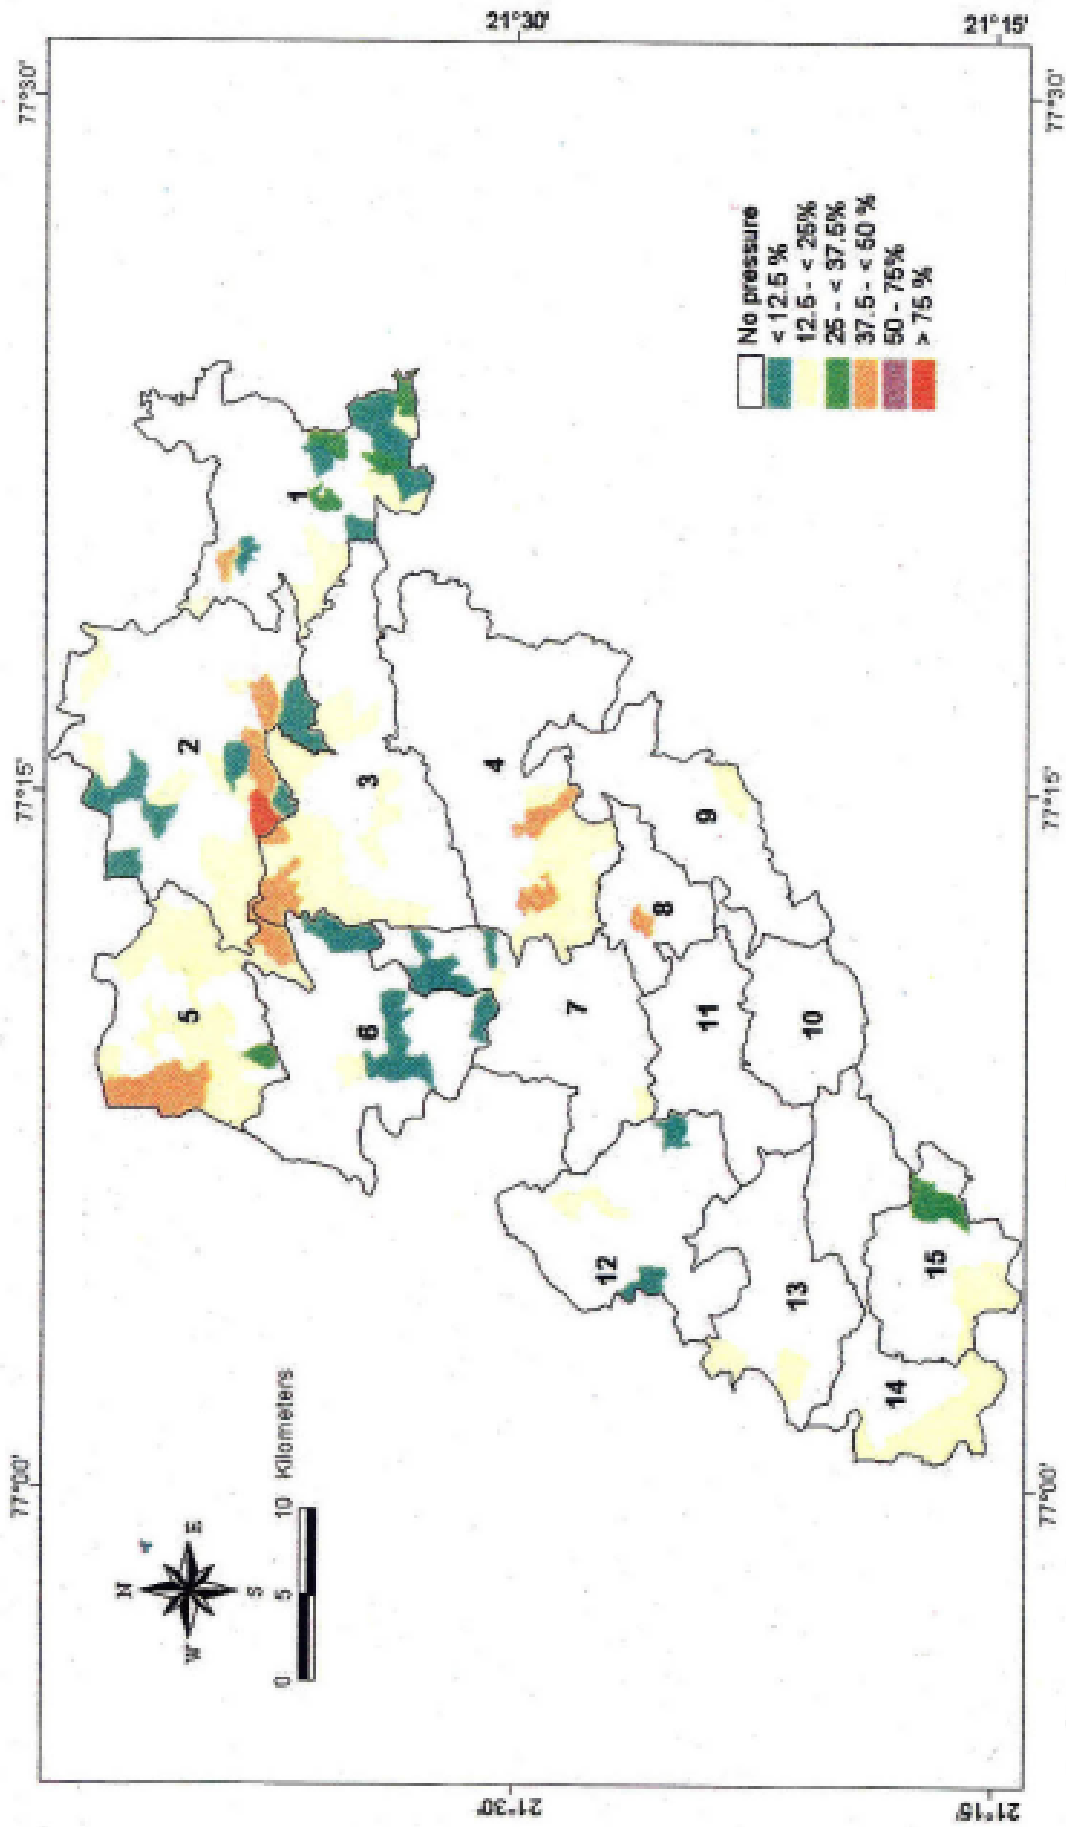 77°00'
77°15'
77°30'
21°30'
21°30'
21°15'
21°15'
77°00'
77°15'
77°30'
N
W
E
S
0 5 10 Kilometers
1
2
3
4
5
6
7
8
9
10
11
12
13
14
15
No pressure
< 12.5 %
12.5 - < 25%
25 - < 37.5%
37.5 - < 50 %
50 - 75%
> 75 %